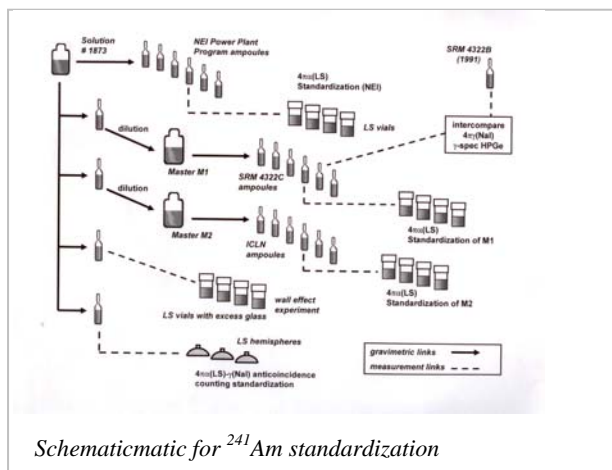 Solution
# 1873
NEI Power Plant
Program ampoules
SRM 4322B
(1991)
4πα(LS)
Standardization (NEI)
LS vials
intercompare
4πγ(NaI)
γ-spec HPGe
dilution
Master M1
SRM 4322C
ampoules
dilution
Master M2
ICLN
ampoules
4πα(LS)
Standardization of M1
4πα(LS)
Standardization of M2
LS vials with excess glass
wall effect
experiment
LS hemispheres
4πα(LS)-γ(NaI) anticoincidence
counting standardization
gravimetric links
measurement links
Schematicmatic for ²⁴¹Am standardization